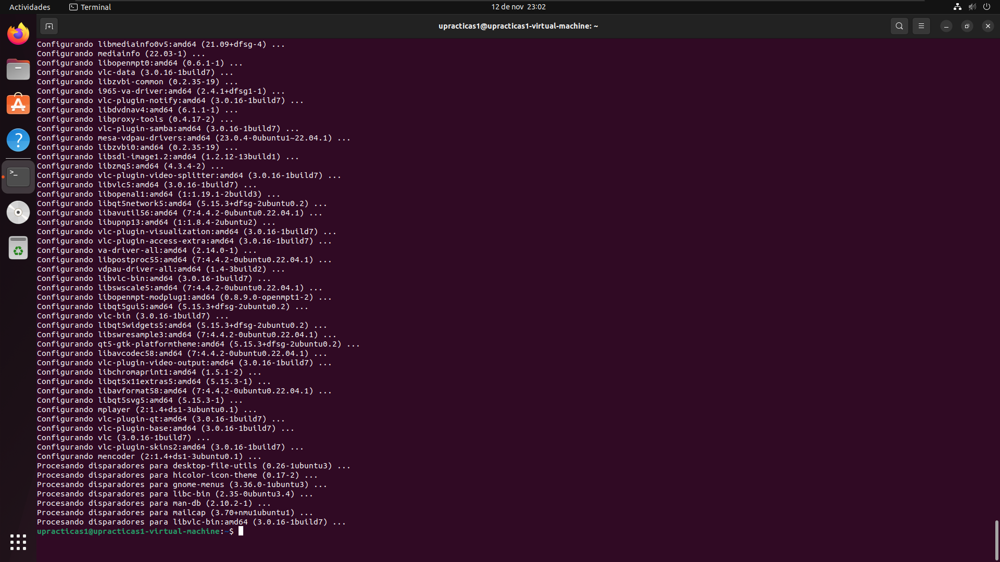 Actividades
Terminal
12 de nov 23:02
upracticas1@upracticas1-virtual-machine: ~
Configurando libmediainfo0v5:amd64 (21.09+dfsg-4) ...
Configurando mediainfo (22.03-1) ...
Configurando libopenmpt0:amd64 (0.6.1-1) ...
Configurando vlc-data (3.0.16-1build7) ...
Configurando libzvbi-common (0.2.35-19) ...
Configurando i965-va-driver:amd64 (2.4.1+dfsg1-1) ...
Configurando vlc-plugin-notify:amd64 (3.0.16-1build7) ...
Configurando libdvdnav4:amd64 (6.1.1-1) ...
Configurando libproxy-tools (0.4.17-2) ...
Configurando vlc-plugin-samba:amd64 (3.0.16-1build7) ...
Configurando mesa-vdpau-drivers:amd64 (23.0.4-0ubuntu1~22.04.1) ...
Configurando libzvbi0:amd64 (0.2.35-19) ...
Configurando libsdl-image1.2:amd64 (1.2.12-13build1) ...
Configurando libzmq5:amd64 (4.3.4-2) ...
Configurando vlc-plugin-video-splitter:amd64 (3.0.16-1build7) ...
Configurando libvlc5:amd64 (3.0.16-1build7) ...
Configurando libopenal1:amd64 (1:1.19.1-2build3) ...
Configurando libqt5network5:amd64 (5.15.3+dfsg-2ubuntu0.2) ...
Configurando libavutil56:amd64 (7:4.4.2-0ubuntu0.22.04.1) ...
Configurando libupnp13:amd64 (1:1.8.4-2ubuntu2) ...
Configurando vlc-plugin-visualization:amd64 (3.0.16-1build7) ...
Configurando vlc-plugin-access-extra:amd64 (3.0.16-1build7) ...
Configurando va-driver-all:amd64 (2.14.0-1) ...
Configurando libpostproc55:amd64 (7:4.4.2-0ubuntu0.22.04.1) ...
Configurando vdpau-driver-all:amd64 (1.4-3build2) ...
Configurando libvlc-bin:amd64 (3.0.16-1build7) ...
Configurando libswscale5:amd64 (7:4.4.2-0ubuntu0.22.04.1) ...
Configurando libopenmpt-modplug1:amd64 (0.8.9.0-openmpt1-2) ...
Configurando libqt5gui5:amd64 (5.15.3+dfsg-2ubuntu0.2) ...
Configurando vlc-bin (3.0.16-1build7) ...
Configurando libqt5widgets5:amd64 (5.15.3+dfsg-2ubuntu0.2) ...
Configurando libswresample3:amd64 (7:4.4.2-0ubuntu0.22.04.1) ...
Configurando qt5-gtk-platformtheme:amd64 (5.15.3+dfsg-2ubuntu0.2) ...
Configurando libavcodec58:amd64 (7:4.4.2-0ubuntu0.22.04.1) ...
Configurando vlc-plugin-video-output:amd64 (3.0.16-1build7) ...
Configurando libchromaprint1:amd64 (1.5.1-2) ...
Configurando libqt5x11extras5:amd64 (5.15.3-1) ...
Configurando libavformat58:amd64 (7:4.4.2-0ubuntu0.22.04.1) ...
Configurando libqt5svg5:amd64 (5.15.3-1) ...
Configurando mplayer (2:1.4+ds1-3ubuntu0.1) ...
Configurando vlc-plugin-qt:amd64 (3.0.16-1build7) ...
Configurando vlc-plugin-base:amd64 (3.0.16-1build7) ...
Configurando vlc (3.0.16-1build7) ...
Configurando vlc-plugin-skins2:amd64 (3.0.16-1build7) ...
Configurando mencoder (2:1.4+ds1-3ubuntu0.1) ...
Procesando disparadores para desktop-file-utils (0.26-1ubuntu3) ...
Procesando disparadores para hicolor-icon-theme (0.17-2) ...
Procesando disparadores para gnome-menus (3.36.0-1ubuntu3) ...
Procesando disparadores para libc-bin (2.35-0ubuntu3.4) ...
Procesando disparadores para man-db (2.10.2-1) ...
Procesando disparadores para mailcap (3.70+nmu1ubuntu1) ...
Procesando disparadores para libvlc-bin:amd64 (3.0.16-1build7) ...
upracticas1@upracticas1-virtual-machine:~$